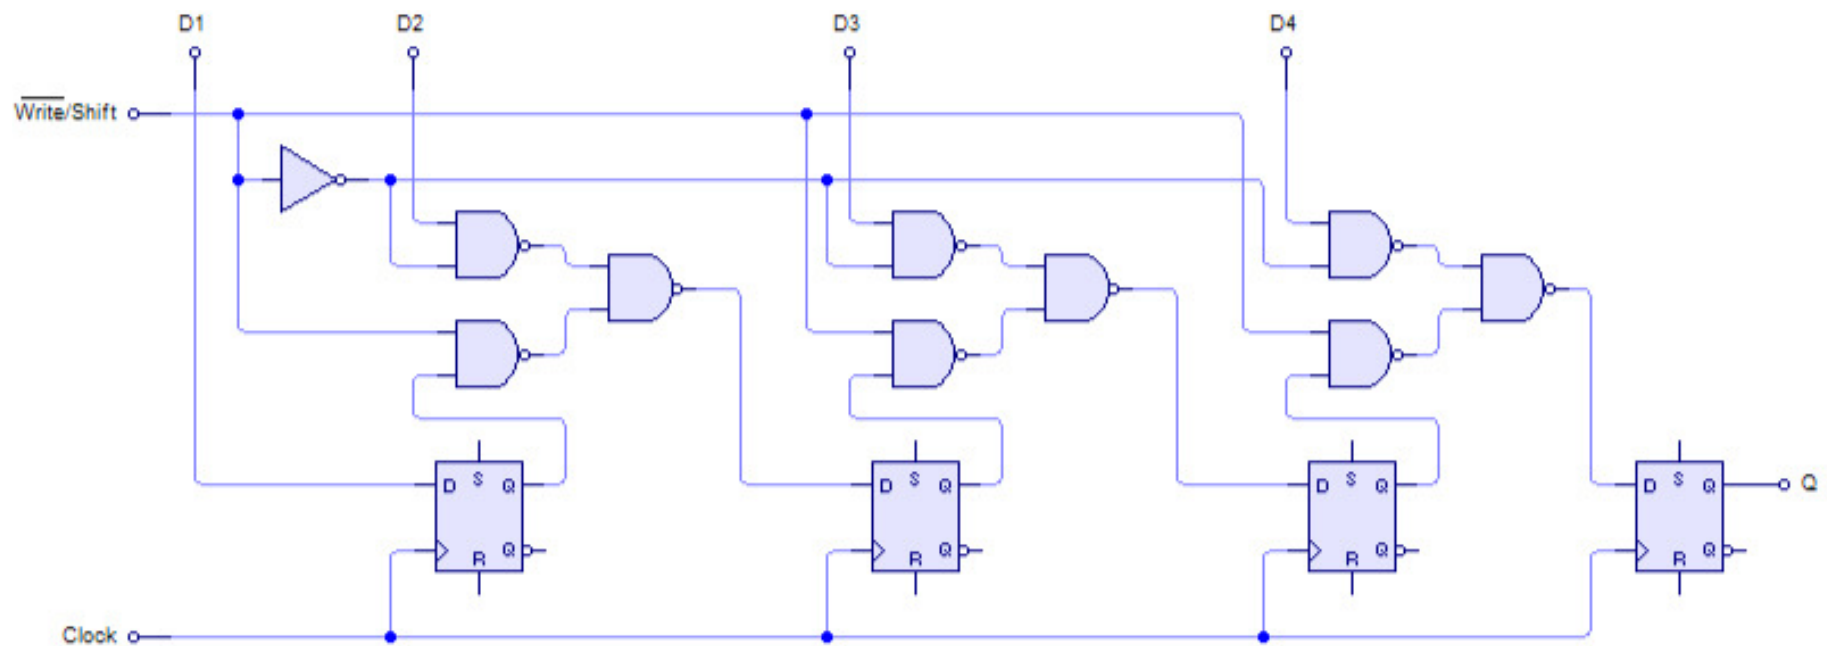 D1 D2 D3 D4
Write/Shift
D S Q D S Q D S Q D S Q Q
R Q R Q R Q R Q
Clock